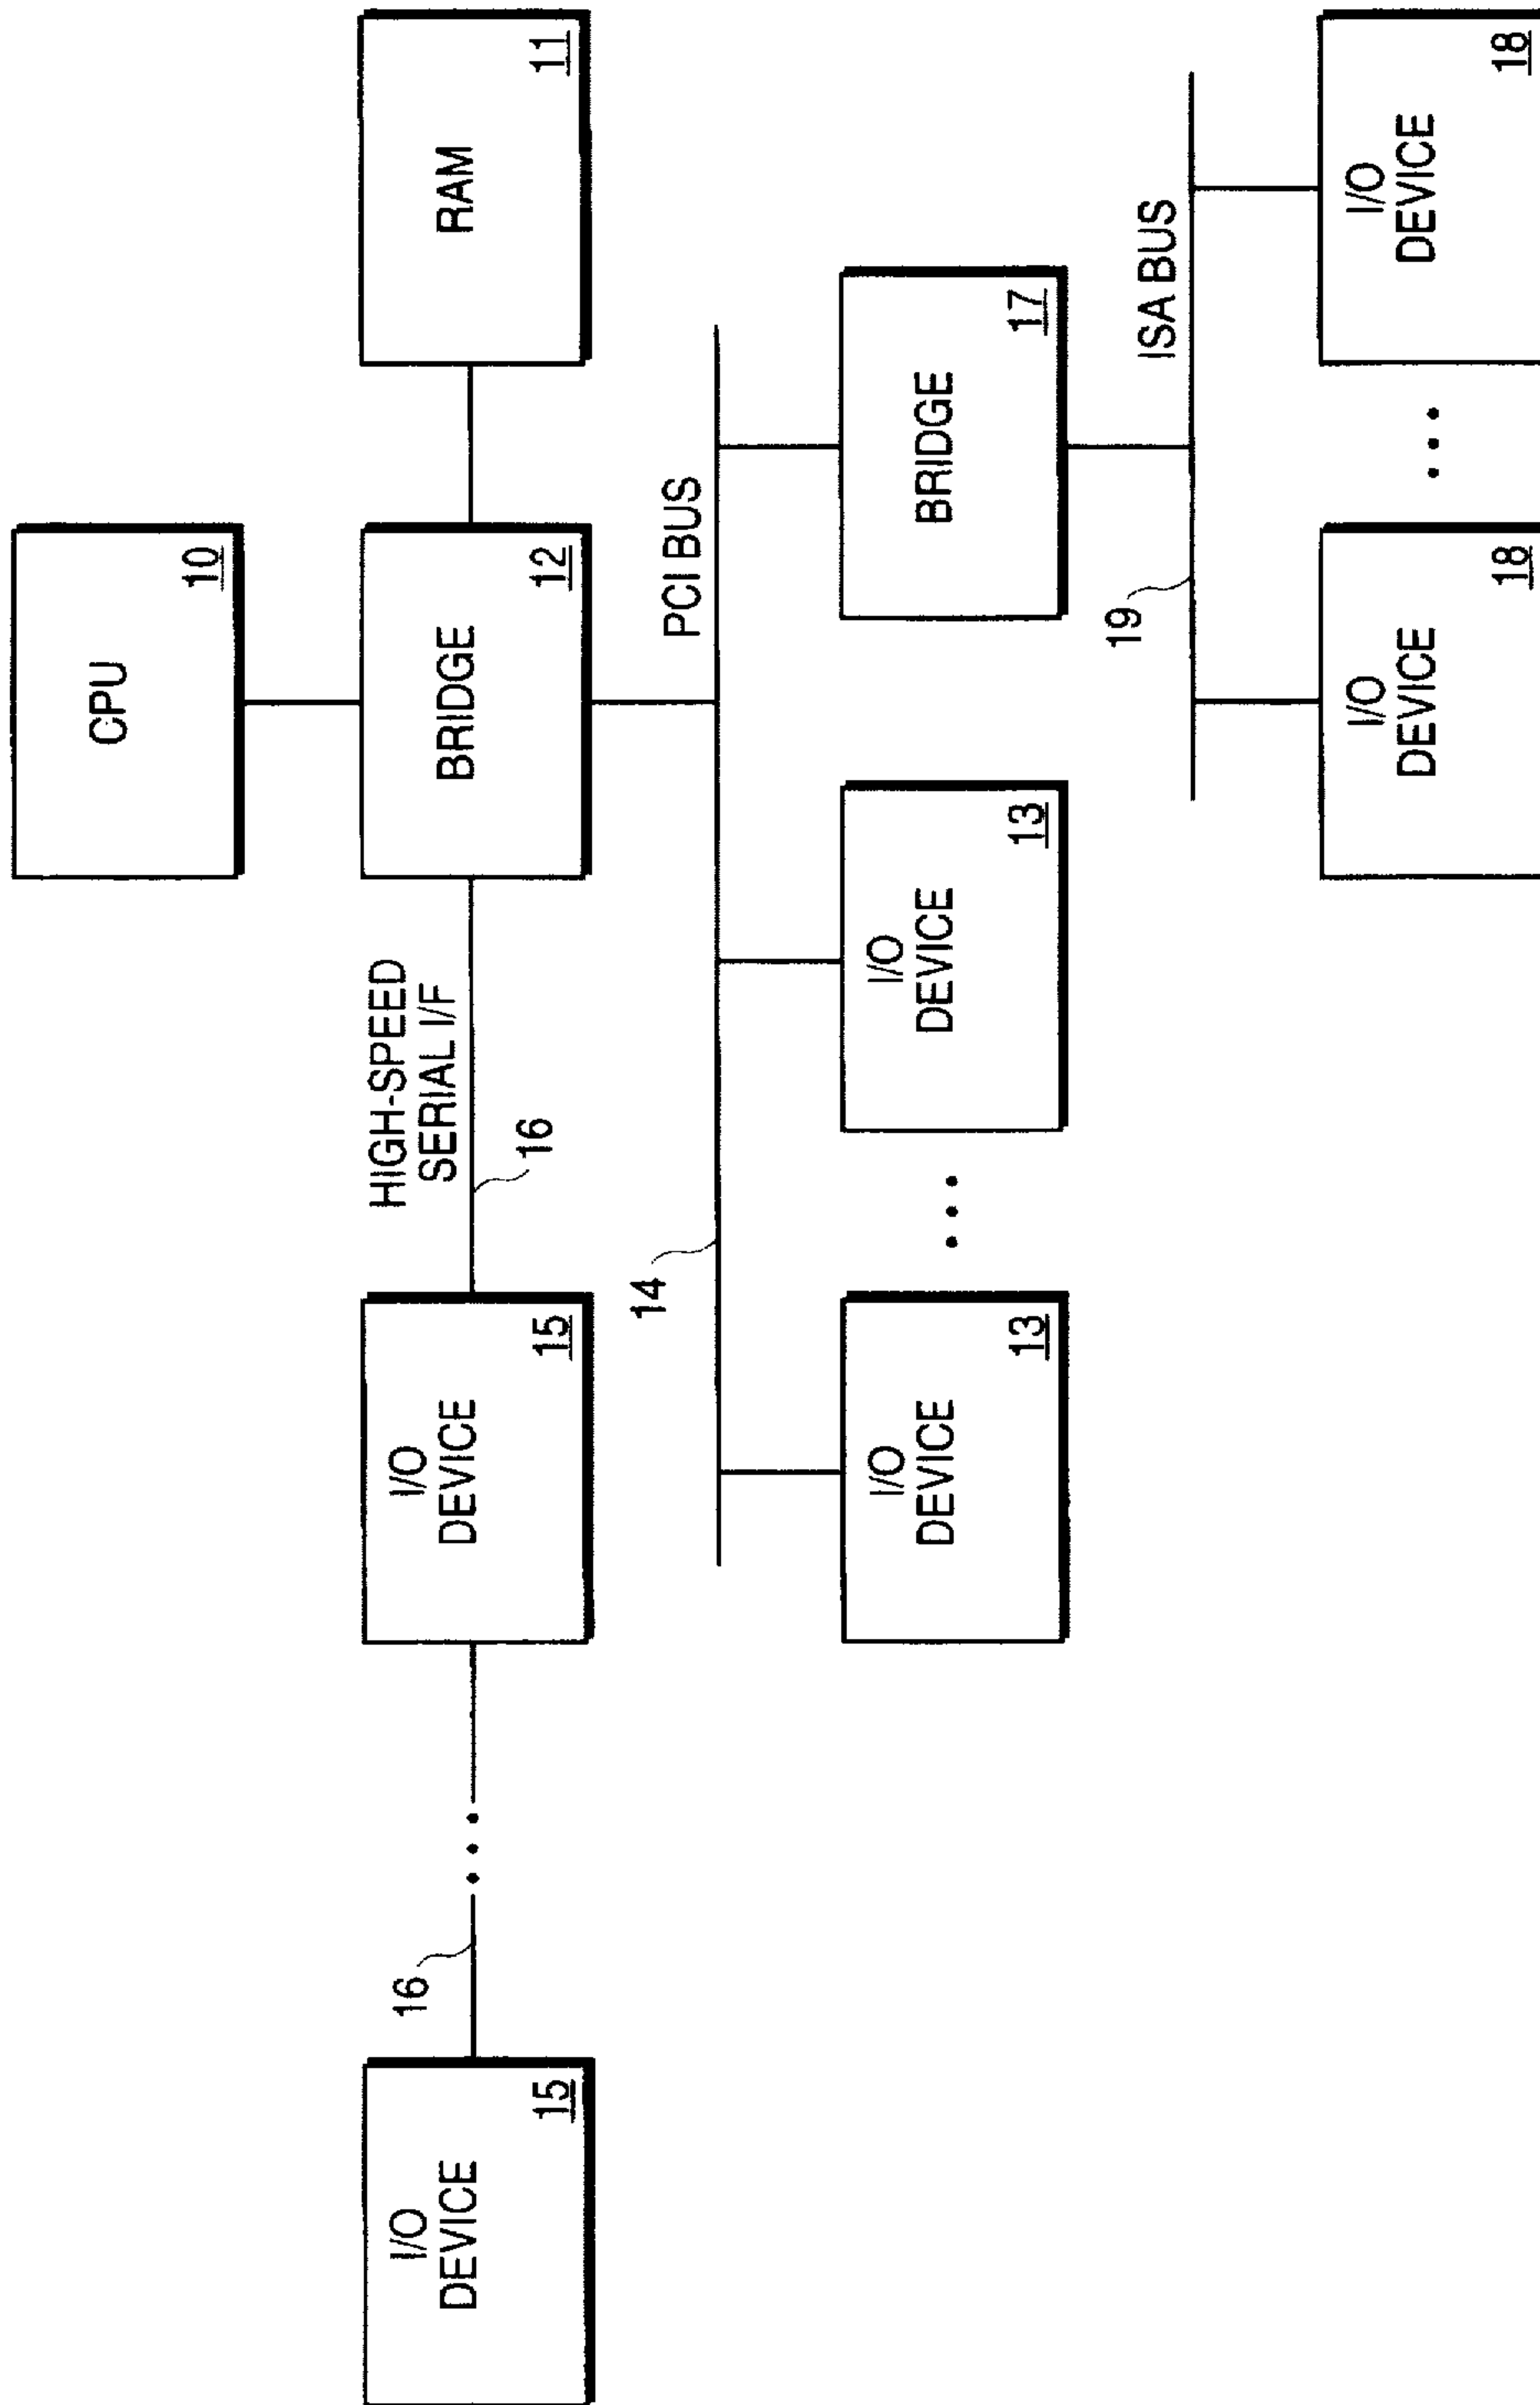 CPU
10
HIGH-SPEED
SERIAL I/F
I/O
DEVICE
15
16
I/O
DEVICE
15
16
BRIDGE
12
RAM
11
PCI BUS
14
I/O
DEVICE
13
...
I/O
DEVICE
13
BRIDGE
17
ISA BUS
19
I/O
DEVICE
18
...
I/O
DEVICE
18